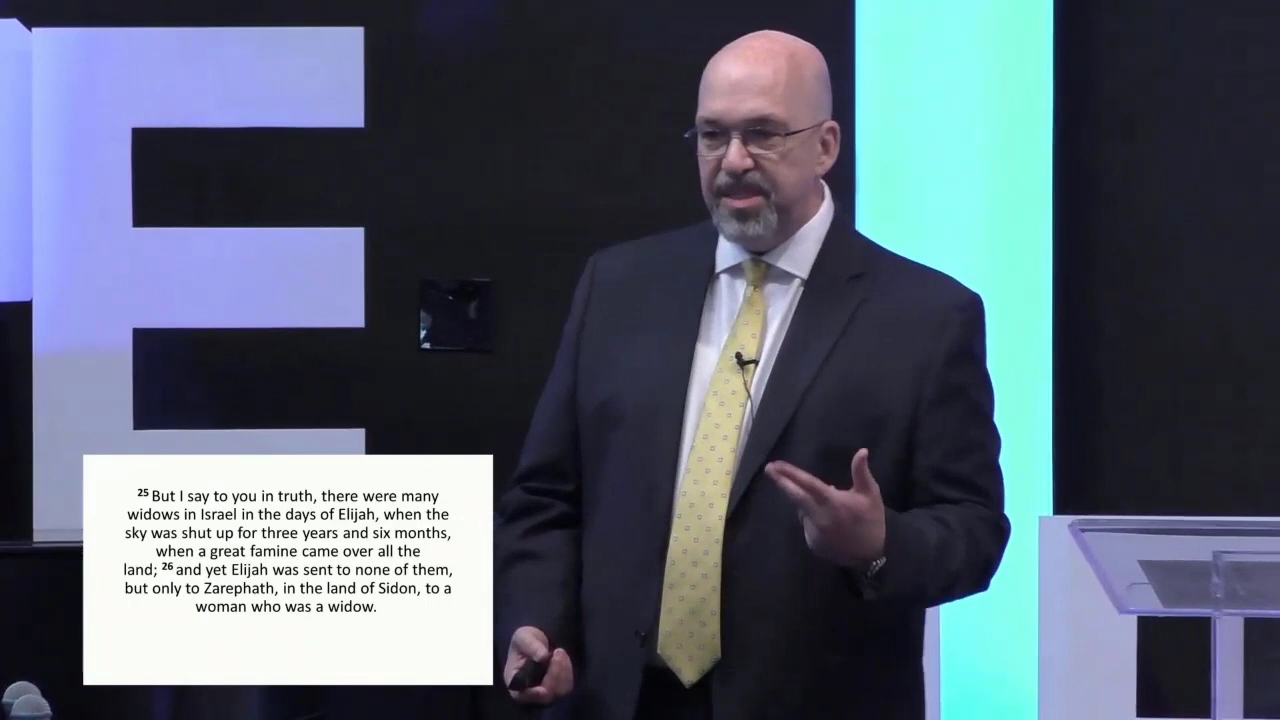 E
25 But I say to you in truth, there were many
widows in Israel in the days of Elijah, when the
sky was shut up for three years and six months,
when a great famine came over all the
land; 26 and yet Elijah was sent to none of them,
but only to Zarephath, in the land of Sidon, to a
woman who was a widow.